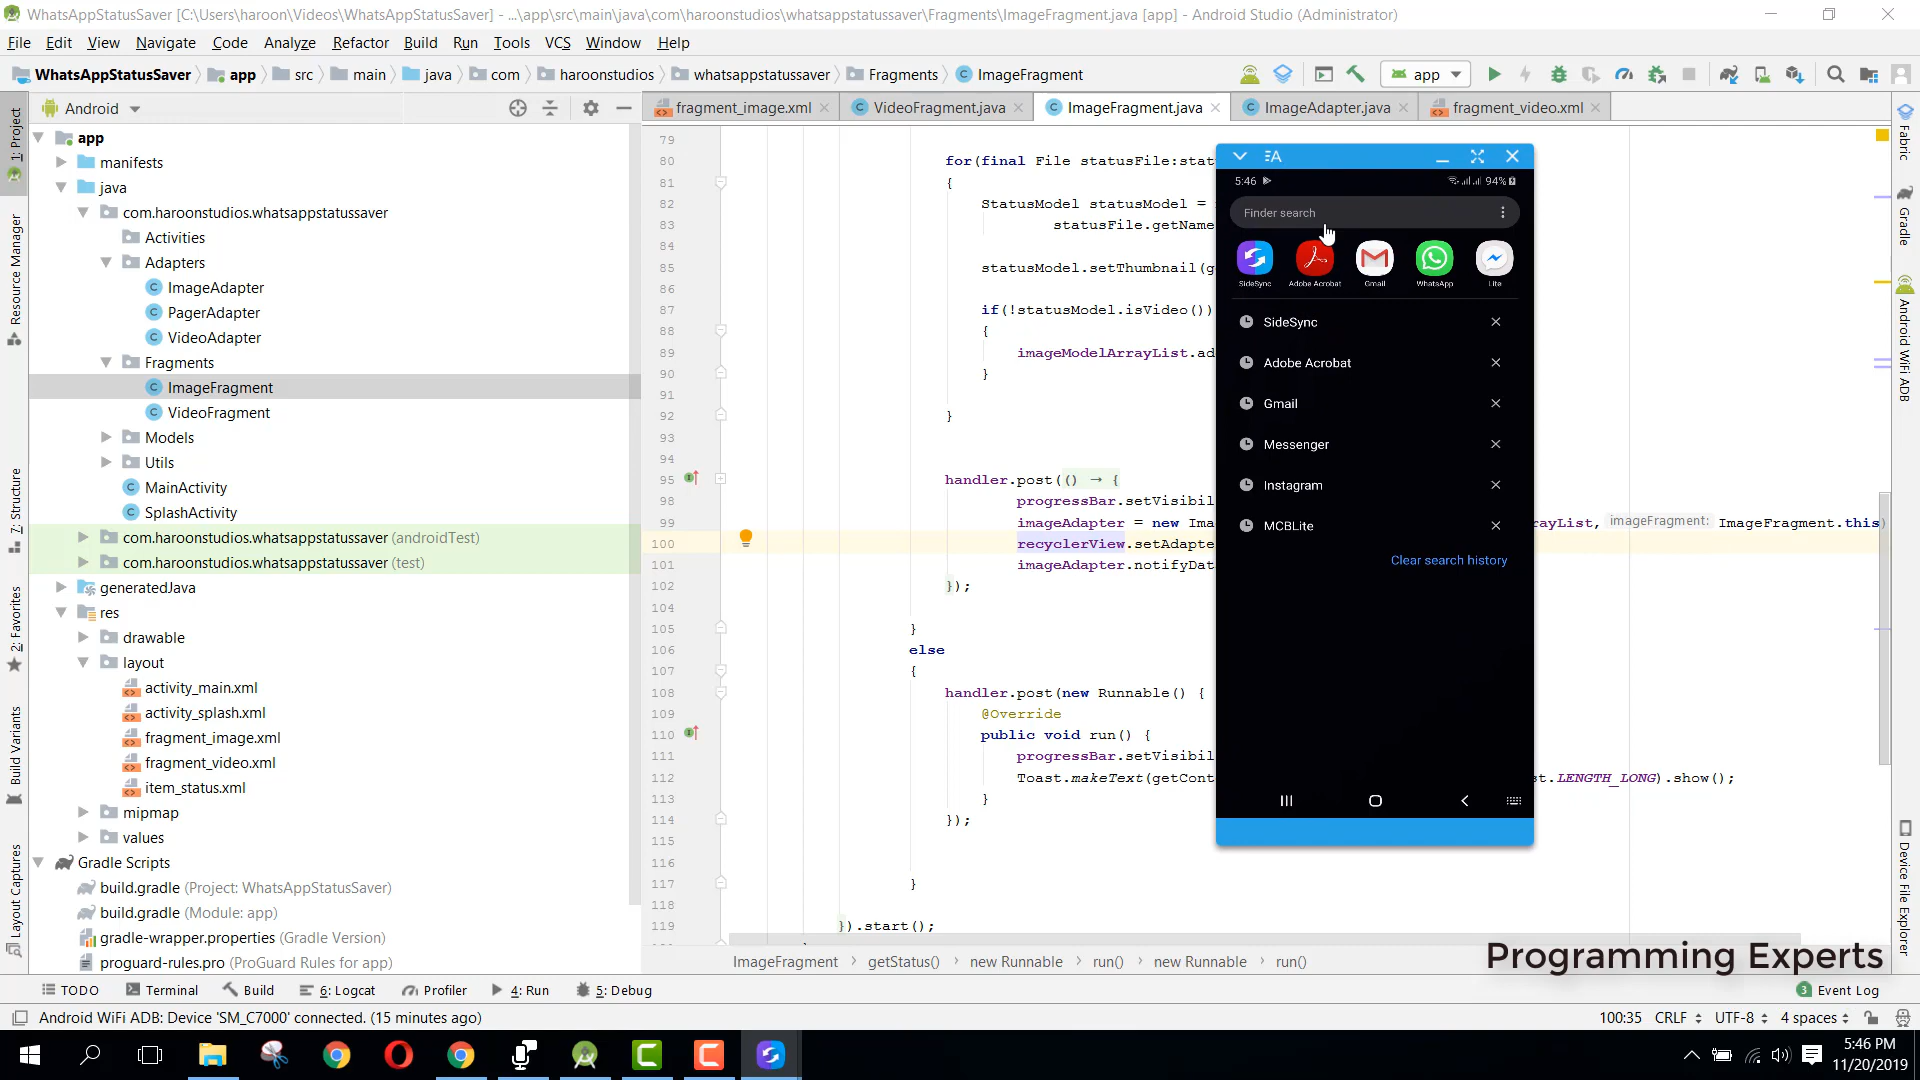 WhatsAppStatusSaver [C:\Users\haroon\Videos\WhatsAppStatusSaver] - ...\app\src\main\java\com\haroonstudios\whatsappstatussaver\Fragments\ImageFragment.java [app] - Android Studio (Administrator)
File Edit View Navigate Code Analyze Refactor Build Run Tools VCS Window Help
WhatsAppStatusSaver app src main java com haroonstudios whatsappstatussaver Fragments ImageFragment app
Android
fragment_image.xml VideoFragment.java ImageFragment.java ImageAdapter.java fragment_video.xml
1: Project
Resource Manager
7: Structure
2: Favorites
Build Variants
Layout Captures
app
manifests
java
com.haroonstudios.whatsappstatussaver
Activities
Adapters
ImageAdapter
PagerAdapter
VideoAdapter
Fragments
ImageFragment
VideoFragment
Models
Utils
MainActivity
SplashActivity
com.haroonstudios.whatsappstatussaver (androidTest)
com.haroonstudios.whatsappstatussaver (test)
generatedJava
res
drawable
layout
activity_main.xml
activity_splash.xml
fragment_image.xml
fragment_video.xml
item_status.xml
mipmap
values
Gradle Scripts
build.gradle (Project: WhatsAppStatusSaver)
build.gradle (Module: app)
gradle-wrapper.properties (Gradle Version)
proguard-rules.pro (ProGuard Rules for app)
79
80 for(final File statusFile:stat
81 {
82 StatusModel statusModel =
83 statusFile.getName
84
85 statusModel.setThumbnail(g
86
87 if(!statusModel.isVideo())
88 {
89 imageModelArrayList.ad
90 }
91
92 }
93
94
95 handler.post(() → {
98 progressBar.setVisibil
99 imageAdapter = new Ima rayList, imageFragment: ImageFragment.this)
100 recyclerView.setAdapte
101 imageAdapter.notifyDat
102 });
104
105 }
106 else
107 {
108 handler.post(new Runnable() {
109 @Override
110 public void run() {
111 progressBar.setVisibil
112 Toast.makeText(getCont st.LENGTH_LONG).show();
113 }
114 });
115
116
117 }
118
119 }).start();
5:46 94%
Finder search
SideSync Adobe Acrobat Gmail WhatsApp Lite
SideSync
Adobe Acrobat
Gmail
Messenger
Instagram
MCBLite
Clear search history
Fabric
Gradle
Android WiFi ADB
Device File Explorer
Programming Experts
ImageFragment getStatus() new Runnable run() new Runnable run()
TODO Terminal Build 6: Logcat Profiler 4: Run 5: Debug 3 Event Log
Android WiFi ADB: Device 'SM_C7000' connected. (15 minutes ago) 100:35 CRLF UTF-8 4 spaces
5:46 PM
11/20/2019